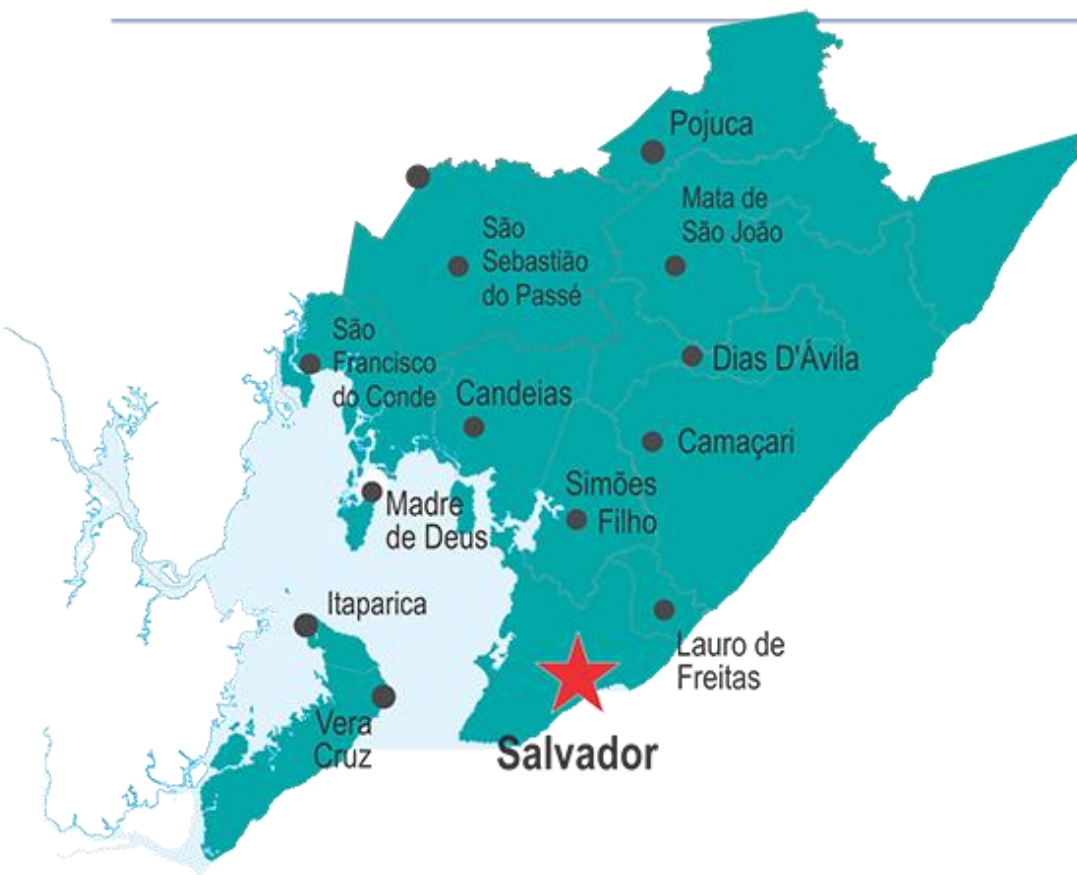 Pojuca
Mata de
São João
São
Sebastião
do Passé
São
Francisco
do Conde
Dias D'Ávila
Candeias
Camaçari
Simões
Filho
Madre
de Deus
Itaparica
Lauro de
Freitas
Vera
Cruz
Salvador